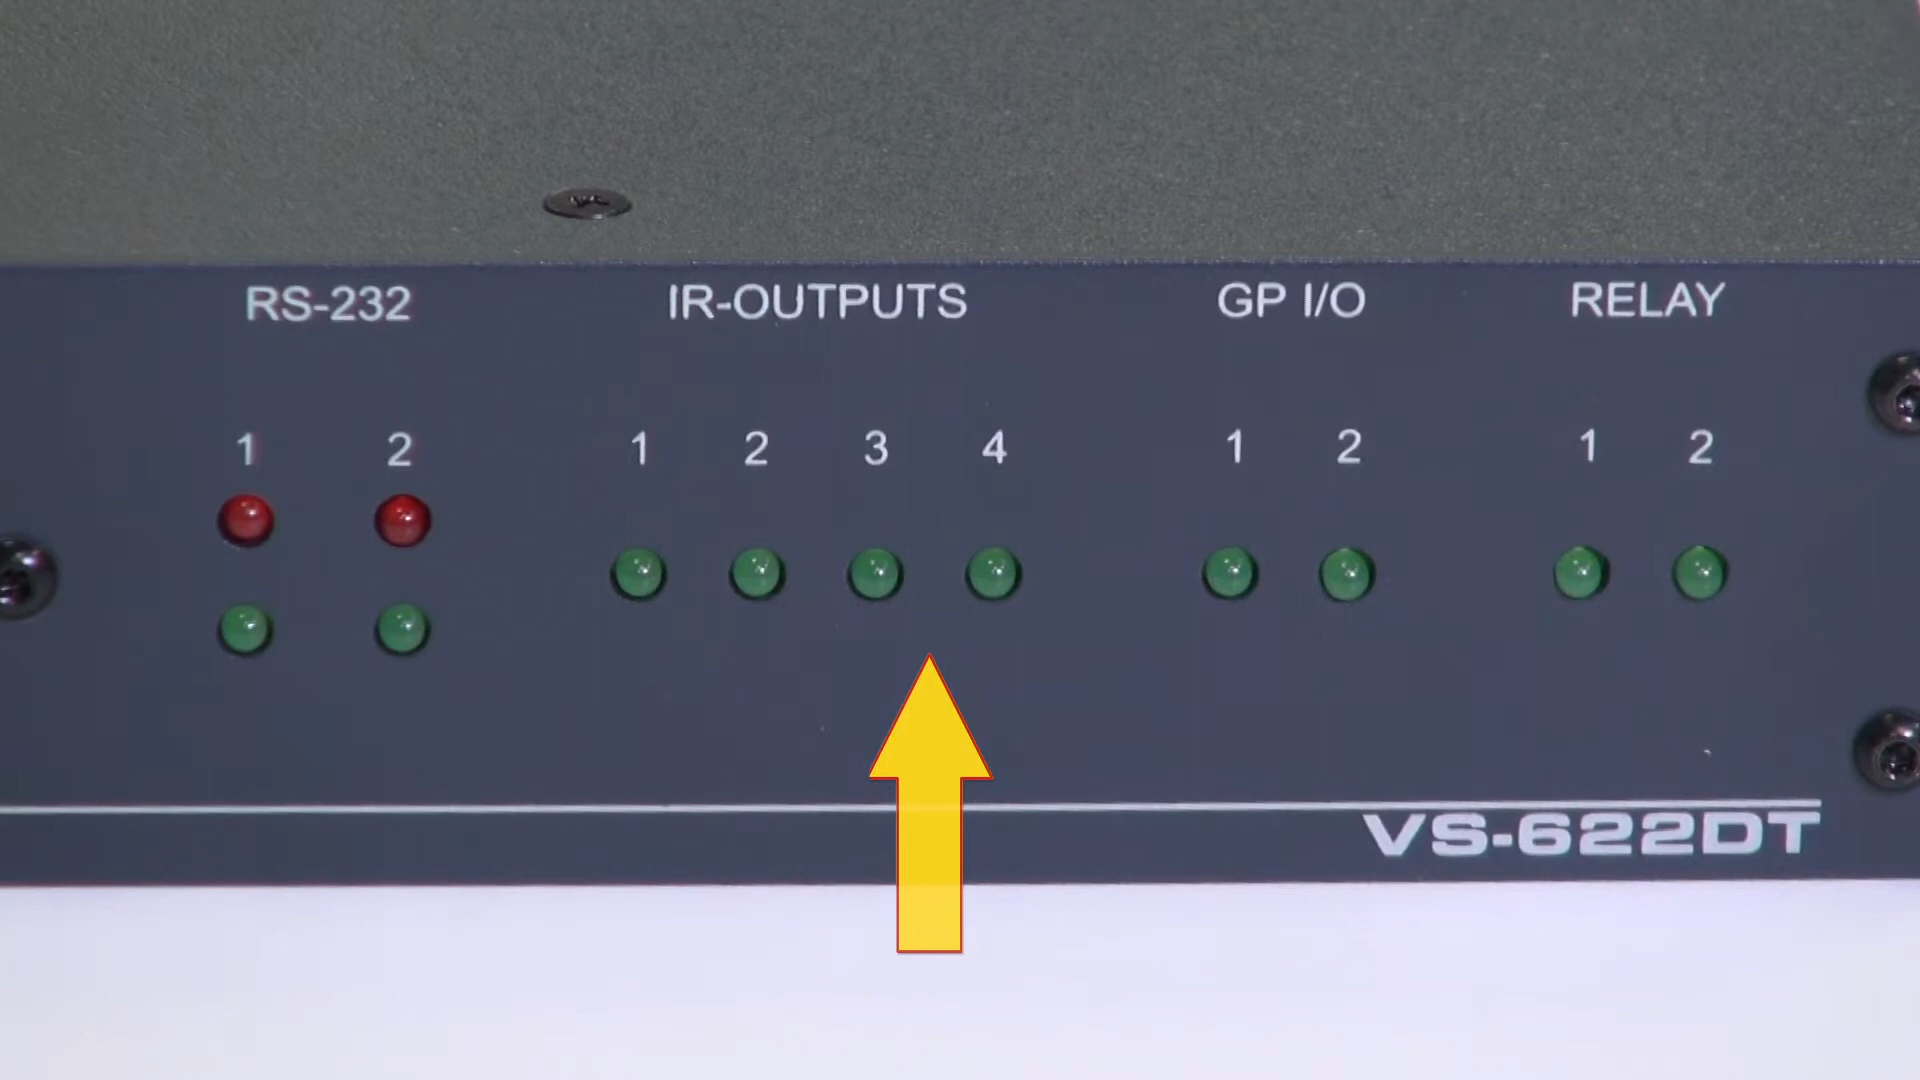 RS-232 IR-OUTPUTS GP I/O RELAY
1 2 1 2 3 4 1 2 1 2
VS-622DT